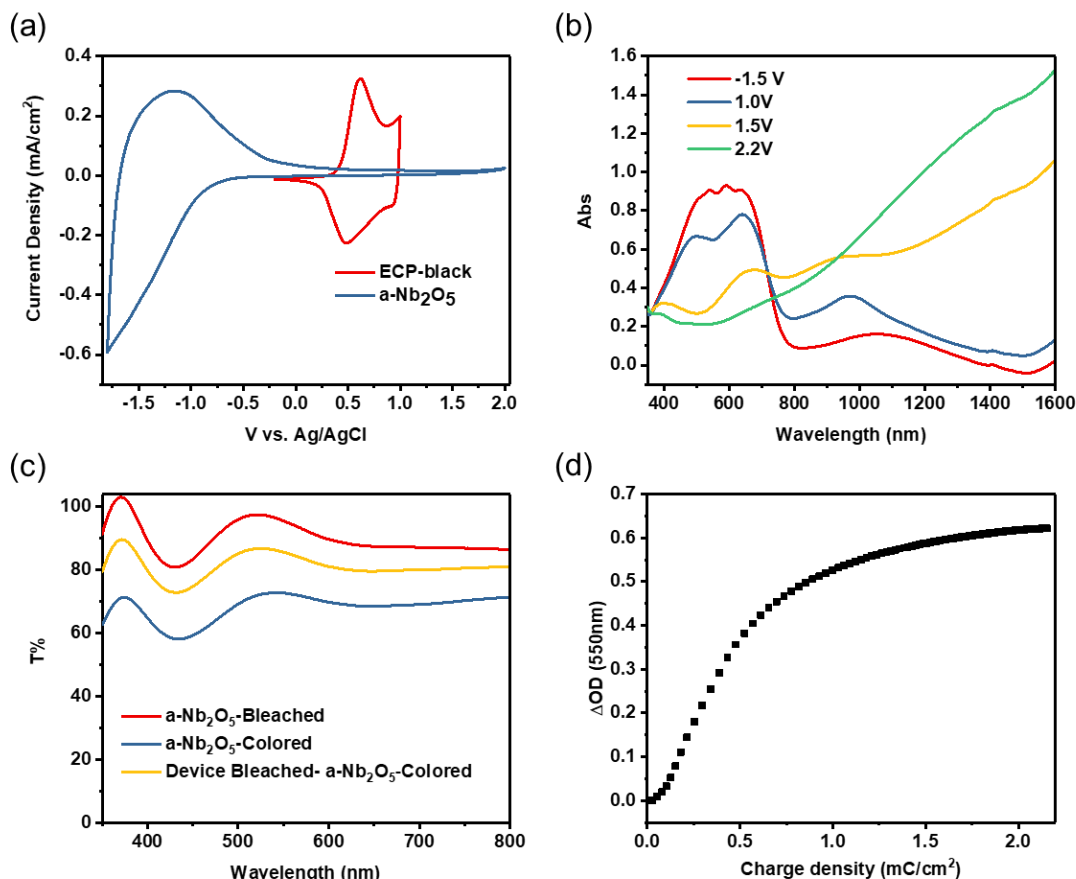 (a)
0.4
0.2
0.0
-0.2
-0.4
-0.6
Current Density (mA/cm²)
ECP-black
a-Nb₂O₅
-1.5 -1.0 -0.5 0.0 0.5 1.0 1.5 2.0
V vs. Ag/AgCl
(b)
1.6
1.4
1.2
1.0
0.8
0.6
0.4
0.2
0.0
Abs
-1.5 V
1.0V
1.5V
2.2V
400 600 800 1000 1200 1400 1600
Wavelength (nm)
(c)
100
80
60
40
20
0
T%
a-Nb₂O₅-Bleached
a-Nb₂O₅-Colored
Device Bleached- a-Nb₂O₅-Colored
400 500 600 700 800
Wavelength (nm)
(d)
0.7
0.6
0.5
0.4
0.3
0.2
0.1
0.0
ΔOD (550nm)
0.0 0.5 1.0 1.5 2.0
Charge density (mC/cm²)